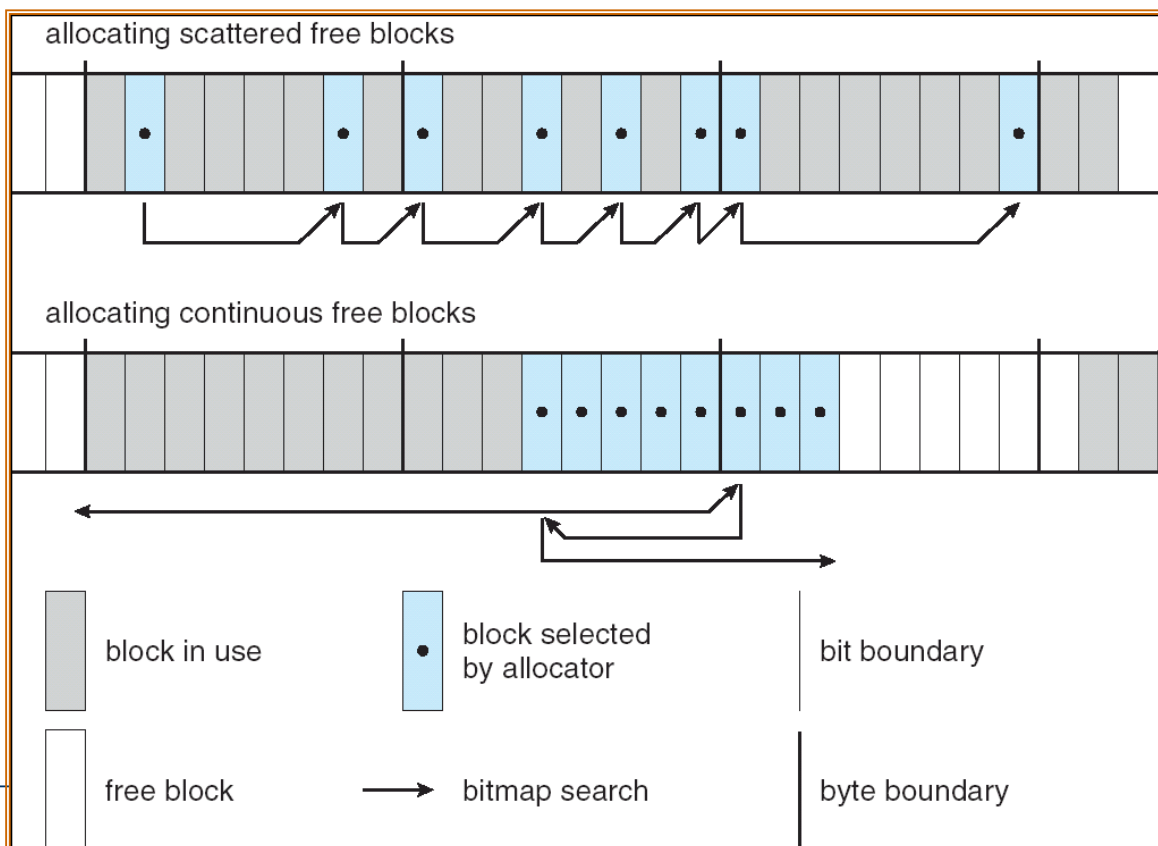 allocating scattered free blocks
allocating continuous free blocks
block in use
block selected
by allocator
bit boundary
free block
bitmap search
byte boundary